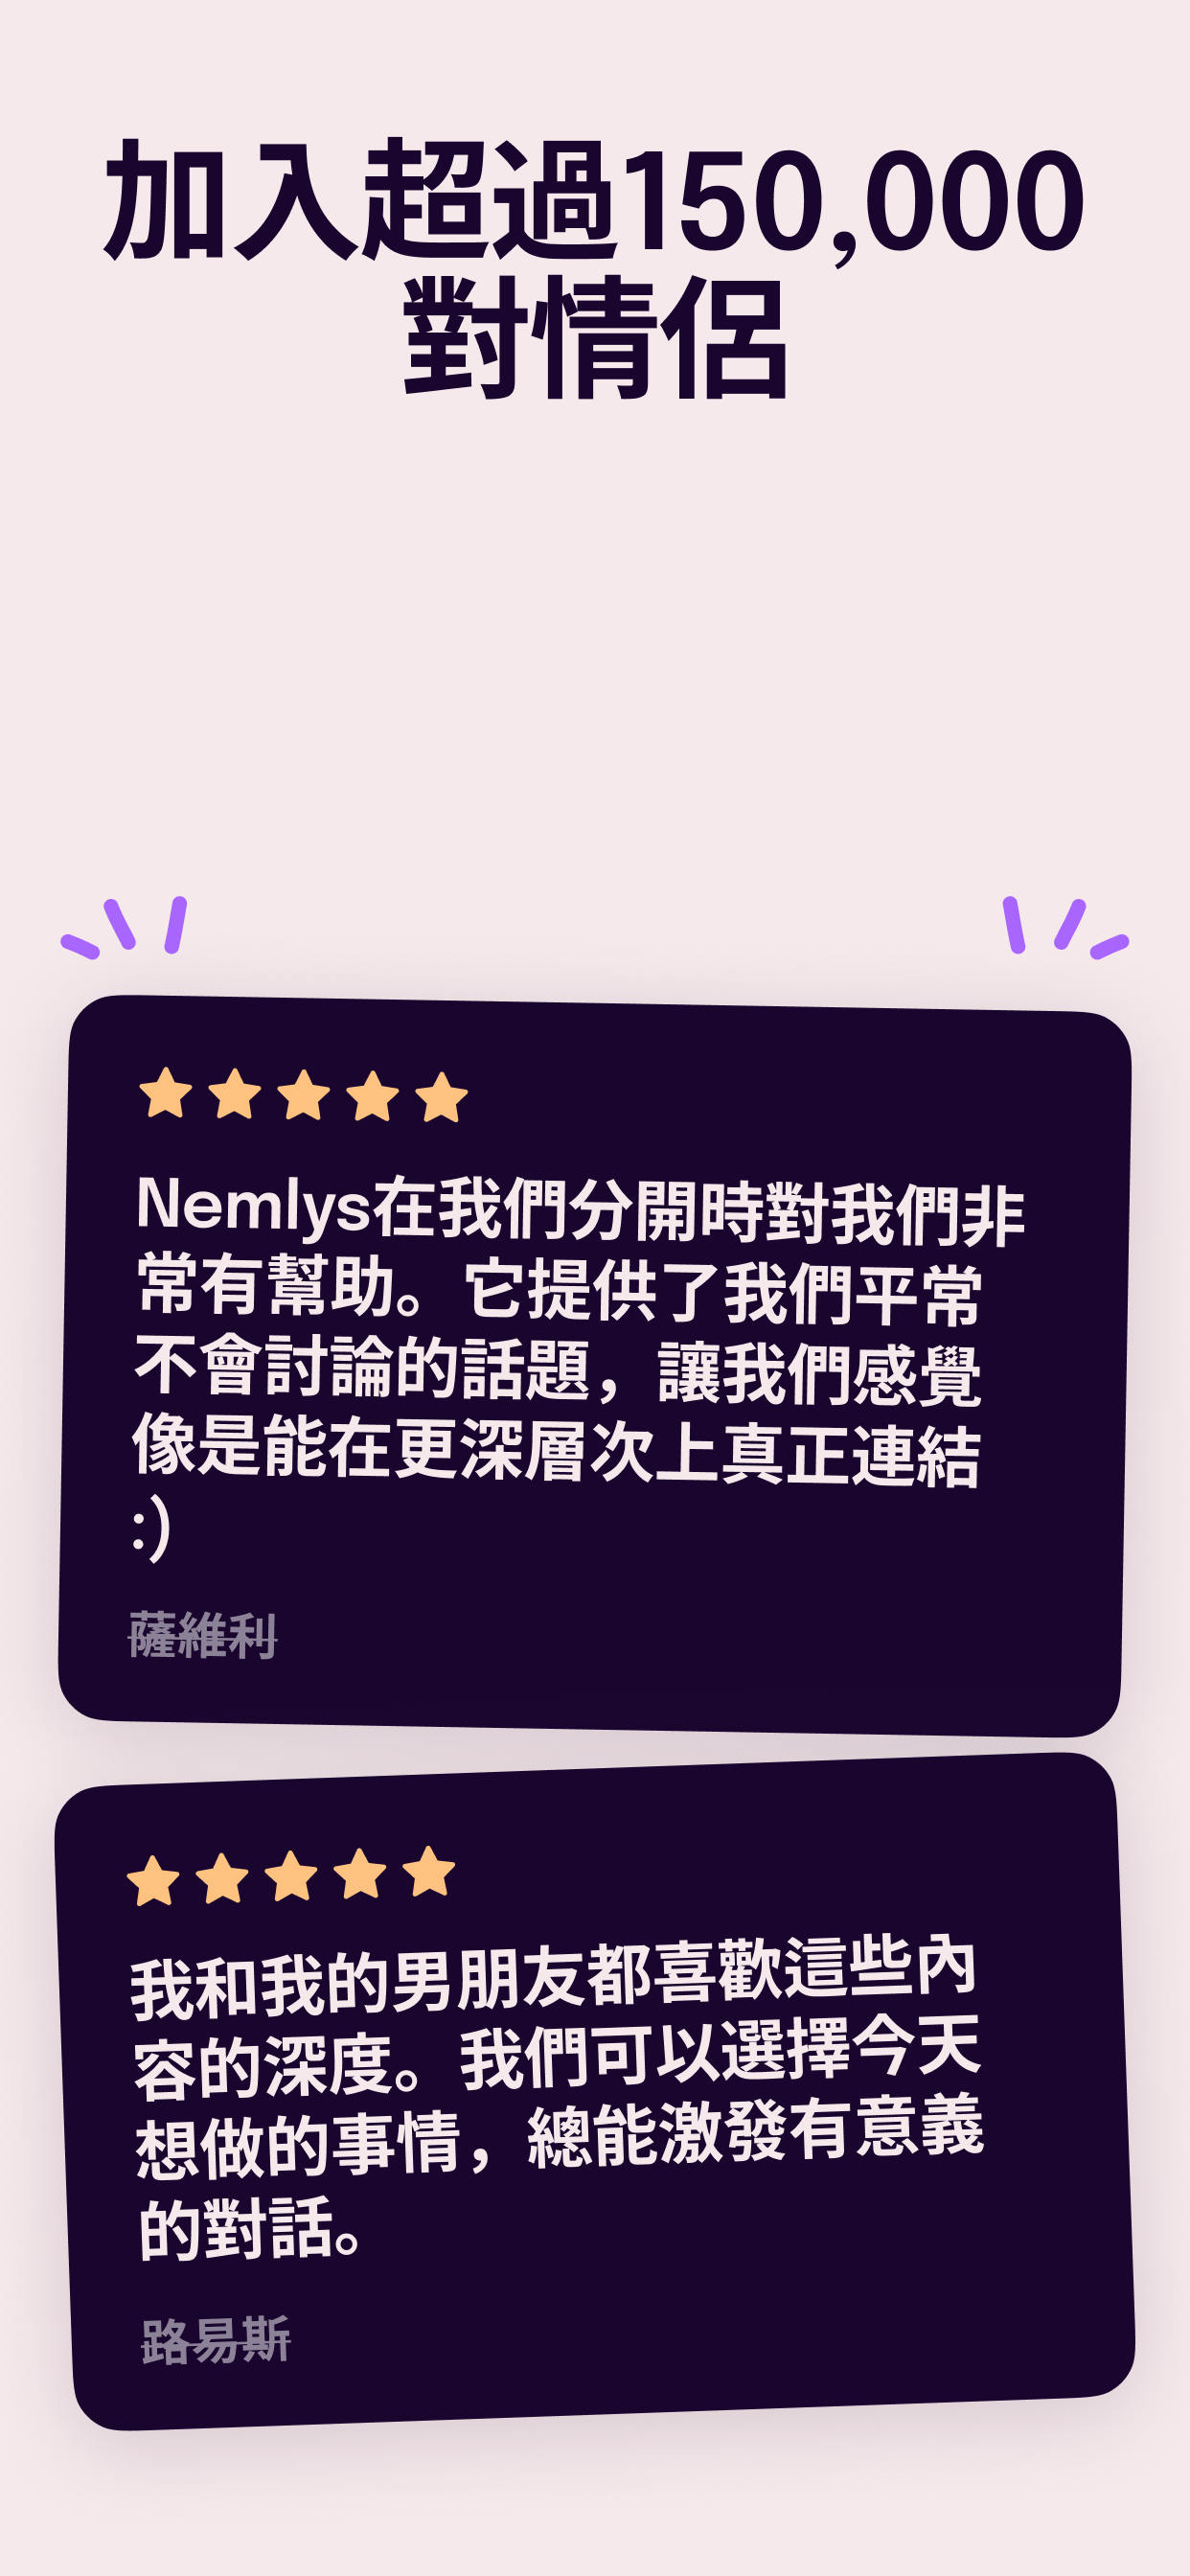 加入超過150,000
對情侶
Nemlys在我們分開時對我們非
常有幫助。它提供了我們平常
不會討論的話題，讓我們感覺
像是能在更深層次上真正連結
:)
薩維利
我和我的男朋友都喜歡這些內
容的深度。我們可以選擇今天
想做的事情，總能激發有意義
的對話。
路易斯